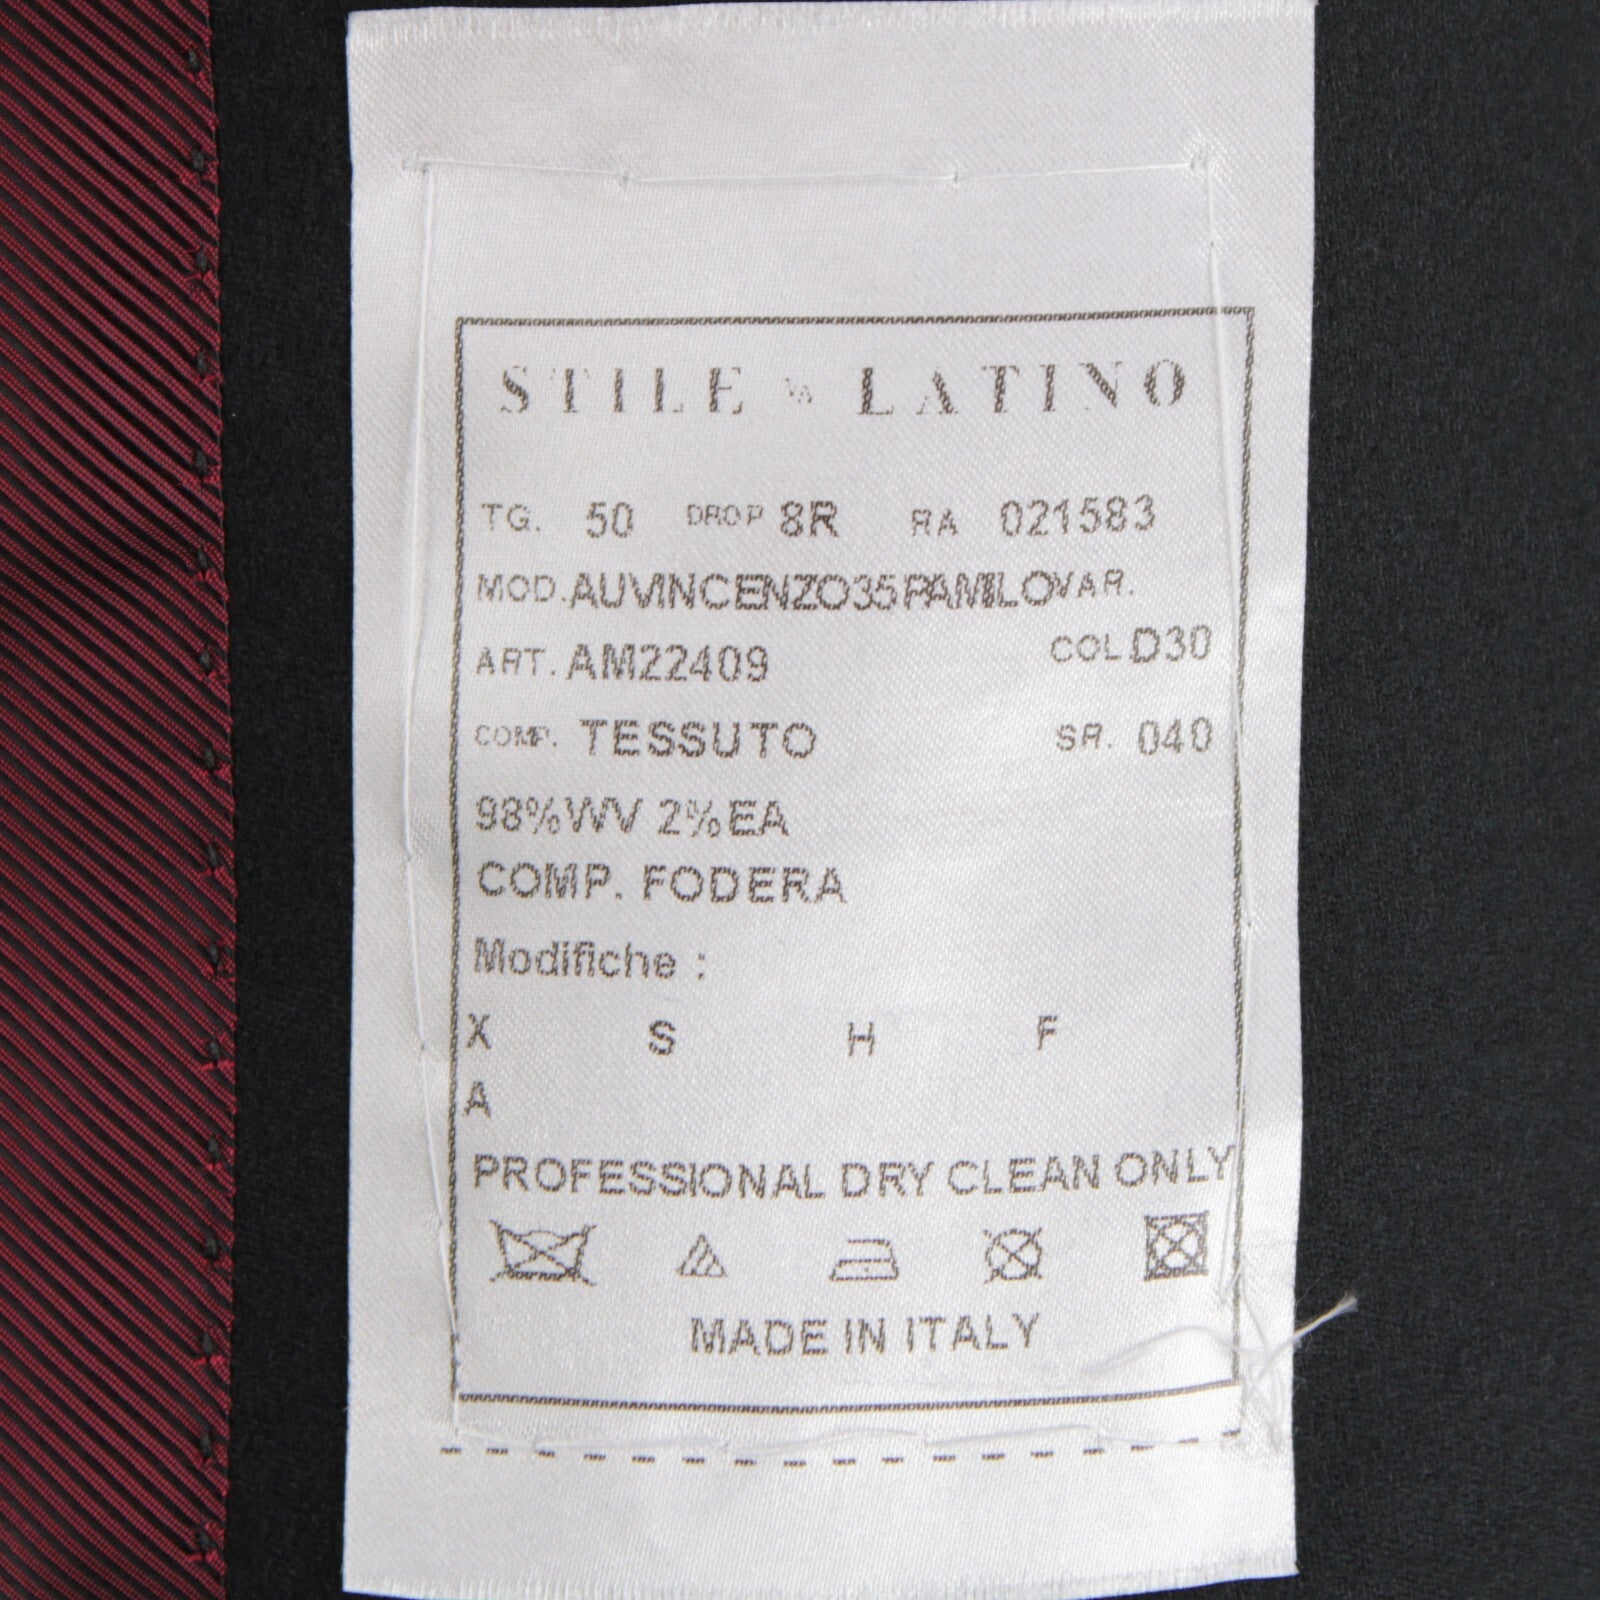 STILE LATINO
TG. 50 DROP 8R RA 021583
MOD. AUVINCENZO35PAMILO VAR.
ART. AM22409 COL D30
COMP. TESSUTO SR. 040
98%WV 2%EA
COMP. FODERA
Modifiche :
X S H F
A
PROFESSIONAL DRY CLEAN ONLY
MADE IN ITALY